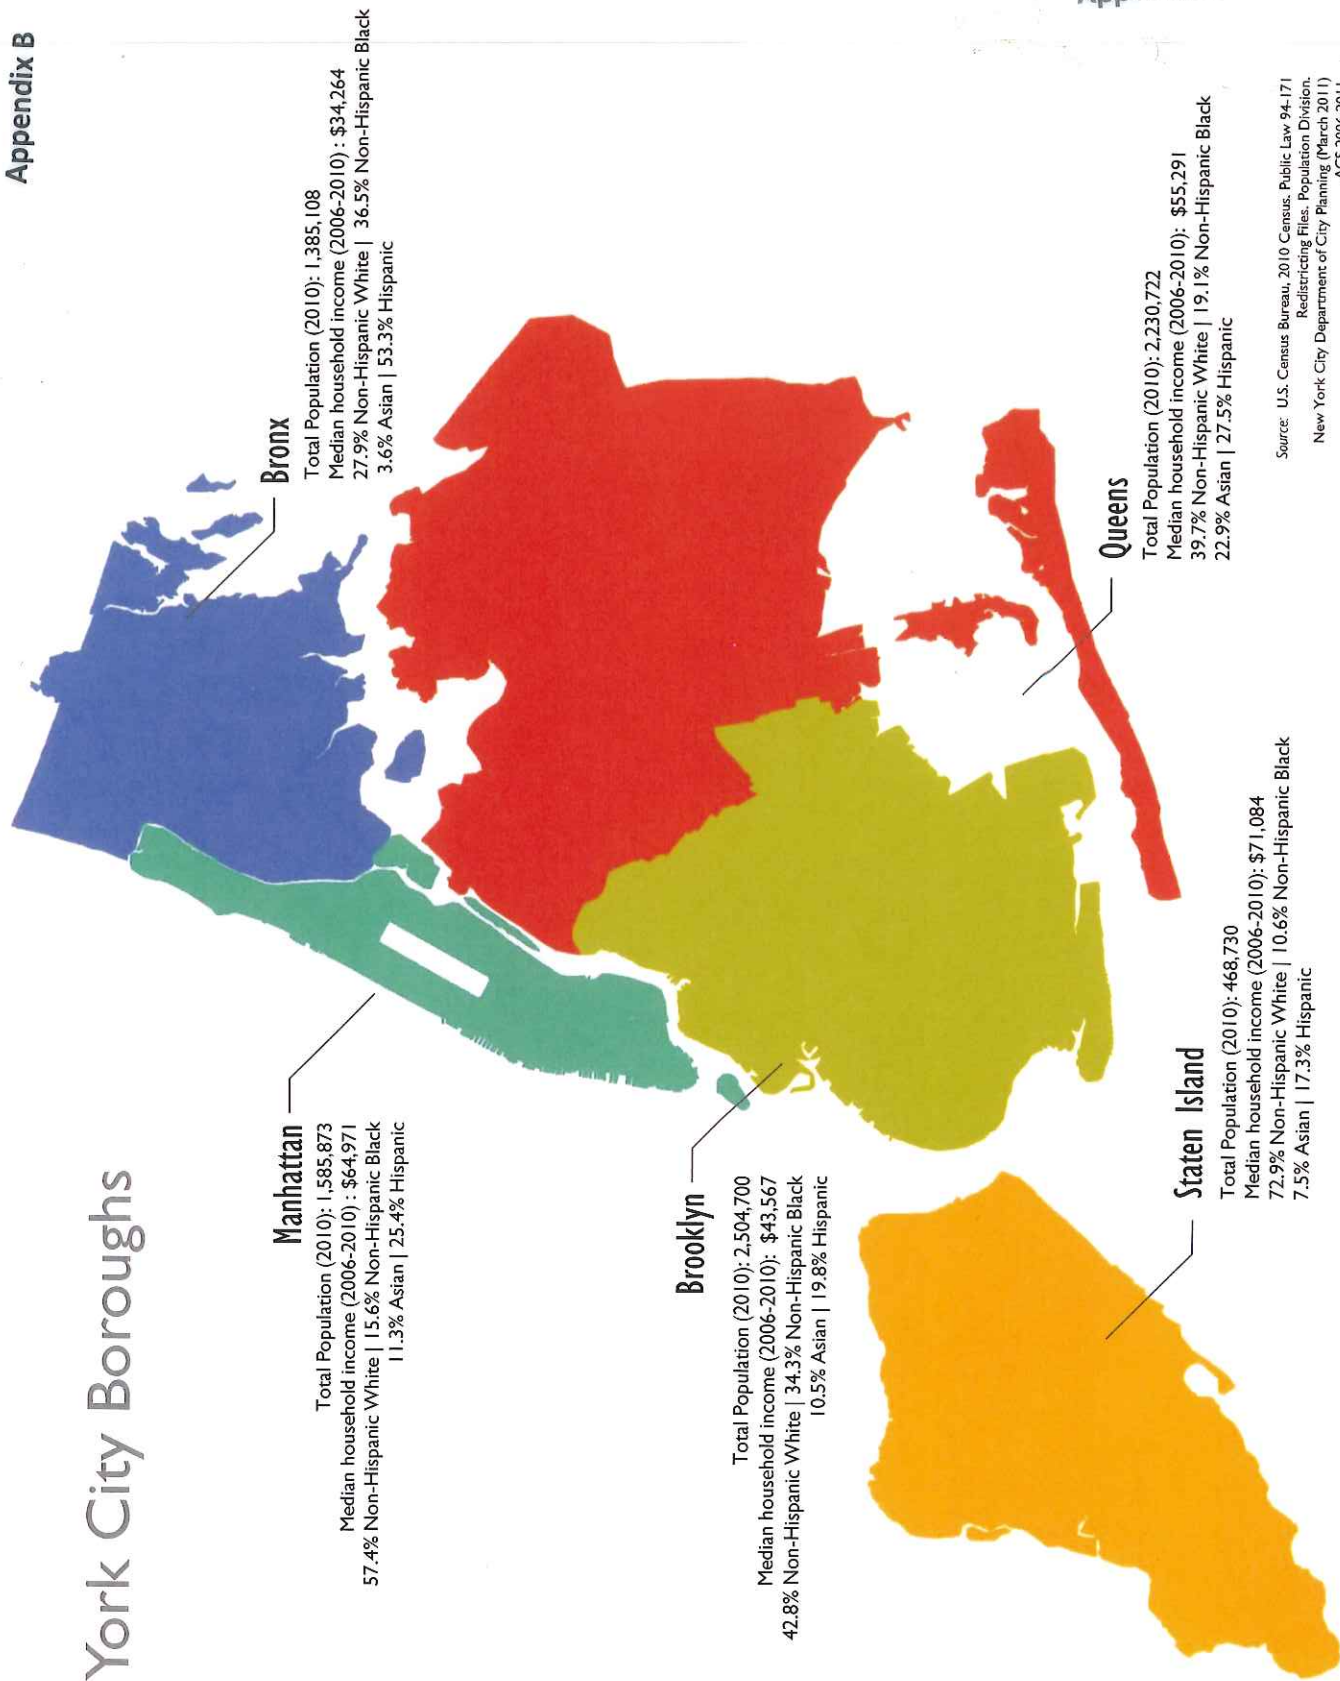 Appendix B
York City Boroughs
Bronx
Total Population (2010): 1,385,108
Median household income (2006-2010) : $34,264
27.9% Non-Hispanic White | 36.5% Non-Hispanic Black
3.6% Asian | 53.3% Hispanic
Manhattan
Total Population (2010): 1,585,873
Median household income (2006-2010) : $64,971
57.4% Non-Hispanic White | 15.6% Non-Hispanic Black
11.3% Asian | 25.4% Hispanic
Brooklyn
Total Population (2010): 2,504,700
Median household income (2006-2010): $43,567
42.8% Non-Hispanic White | 34.3% Non-Hispanic Black
10.5% Asian | 19.8% Hispanic
Queens
Total Population (2010): 2,230,722
Median household income (2006-2010): $55,291
39.7% Non-Hispanic White | 19.1% Non-Hispanic Black
22.9% Asian | 27.5% Hispanic
Staten Island
Total Population (2010): 468,730
Median household income (2006-2010): $71,084
72.9% Non-Hispanic White | 10.6% Non-Hispanic Black
7.5% Asian | 17.3% Hispanic
Source: U.S. Census Bureau, 2010 Census. Public Law 94-171
Redistricting Files. Population Division.
New York City Department of City Planning (March 2011)